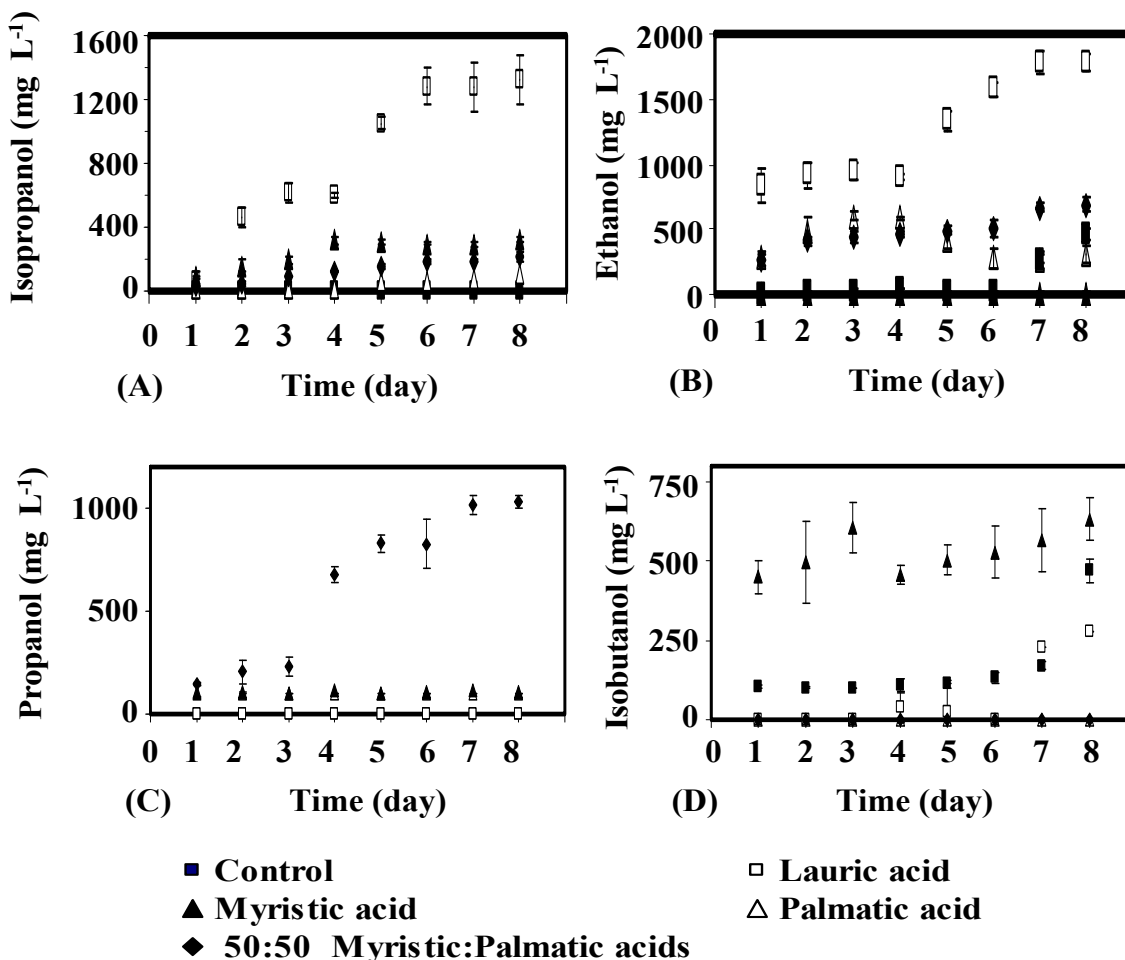 Isopropanol (mg L-1)
1600
1200
800
400
0
0 1 2 3 4 5 6 7 8
(A) Time (day)
Ethanol (mg L-1)
2000
1500
1000
500
0
0 1 2 3 4 5 6 7 8
(B) Time (day)
Propanol (mg L-1)
1000
500
0
0 1 2 3 4 5 6 7 8
(C) Time (day)
Isobutanol (mg L-1)
750
500
250
0
0 1 2 3 4 5 6 7 8
(D) Time (day)
Control
Lauric acid
Myristic acid
Palmatic acid
50:50 Myristic:Palmatic acids